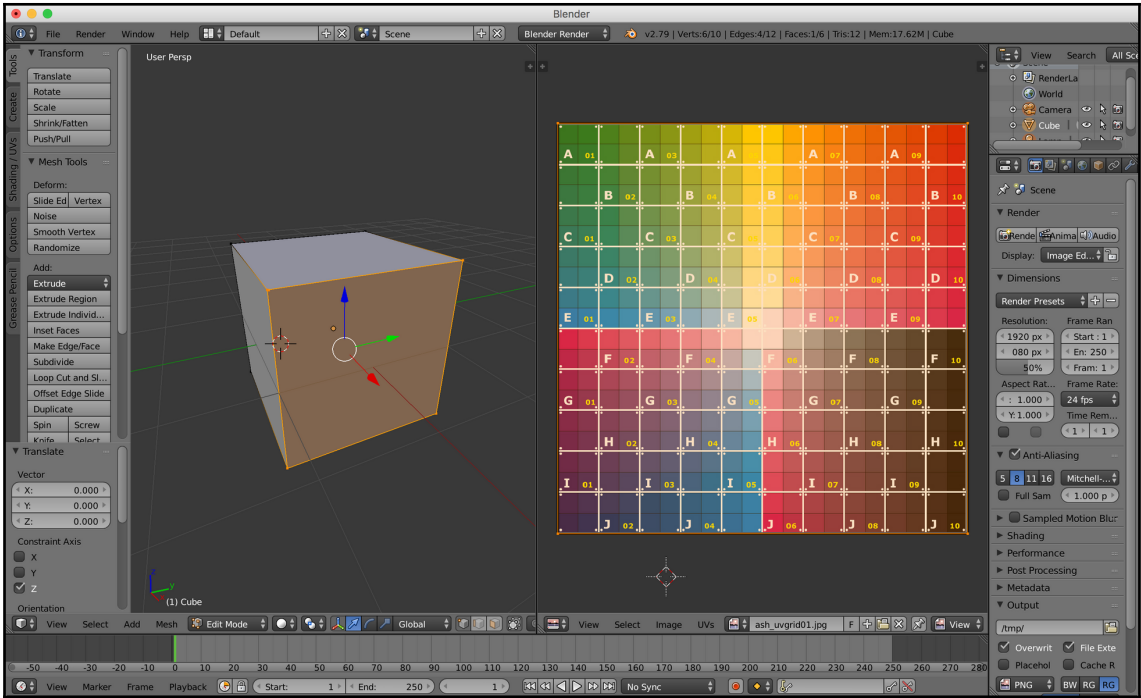 Blender
File Render Window Help Default Scene Blender Render v2.79 | Verts:6/10 | Edges:4/12 | Faces:1/6 | Tris:12 | Mem:17.62M | Cube
Tools
Create
Shading / UVs
Options
Grease Pencil
Transform
Translate
Rotate
Scale
Shrink/Fatten
Push/Pull
Mesh Tools
Deform:
Slide Ed Vertex
Noise
Smooth Vertex
Randomize
Add:
Extrude
Extrude Region
Extrude Individ...
Inset Faces
Make Edge/Face
Subdivide
Loop Cut and Sl...
Offset Edge Slide
Duplicate
Spin Screw
Knife Select
Translate
Vector
X: 0.000
Y: 0.000
Z: 0.000
Constraint Axis
X
Y
Z
Orientation
User Persp
z
y
(1) Cube
A 01 A 03 A A 07 A 09
B 02 B 04 B 06 B 08 B 10
C 01 C 03 C C 07 C 09
D 02 D 04 D 06 D 08 D 10
E 01 E 03 E E 07 E 09
F 02 F 04 F 06 F 08 F 10
G 01 G 03 G 05 G 07 G 09
H 02 H 04 H 06 H 08 H 10
I 01 I 03 I 05 I 07 I 09
J 02 J 04 J 06 J 08 J 10
View Search All Sce
RenderLa
World
Camera
Cube
Scene
Render
Rende Anima Audio
Display: Image Ed...
Dimensions
Render Presets
Resolution: Frame Ran
1920 px Start: 1
080 px En: 250
50% Fram: 1
Aspect Rat... Frame Rate:
: 1.000 24 fps
Y: 1.000 Time Rem...
1 1
Anti-Aliasing
5 8 11 16 Mitchell-...
Full Sam 1.000 p
Sampled Motion Blur
Shading
Performance
Post Processing
Metadata
Output
/tmp/
Overwrit File Exte
Placehol Cache R
PNG BW RG RG
View Select Add Mesh Edit Mode Global
View Select Image UVs ash_uvgrid01.jpg F View
-50 -40 -30 -20 -10 0 10 20 30 40 50 60 70 80 90 100 110 120 130 140 150 160 170 180 190 200 210 220 230 240 250 260 270 280
View Marker Frame Playback Start: 1 End: 250 1 No Sync